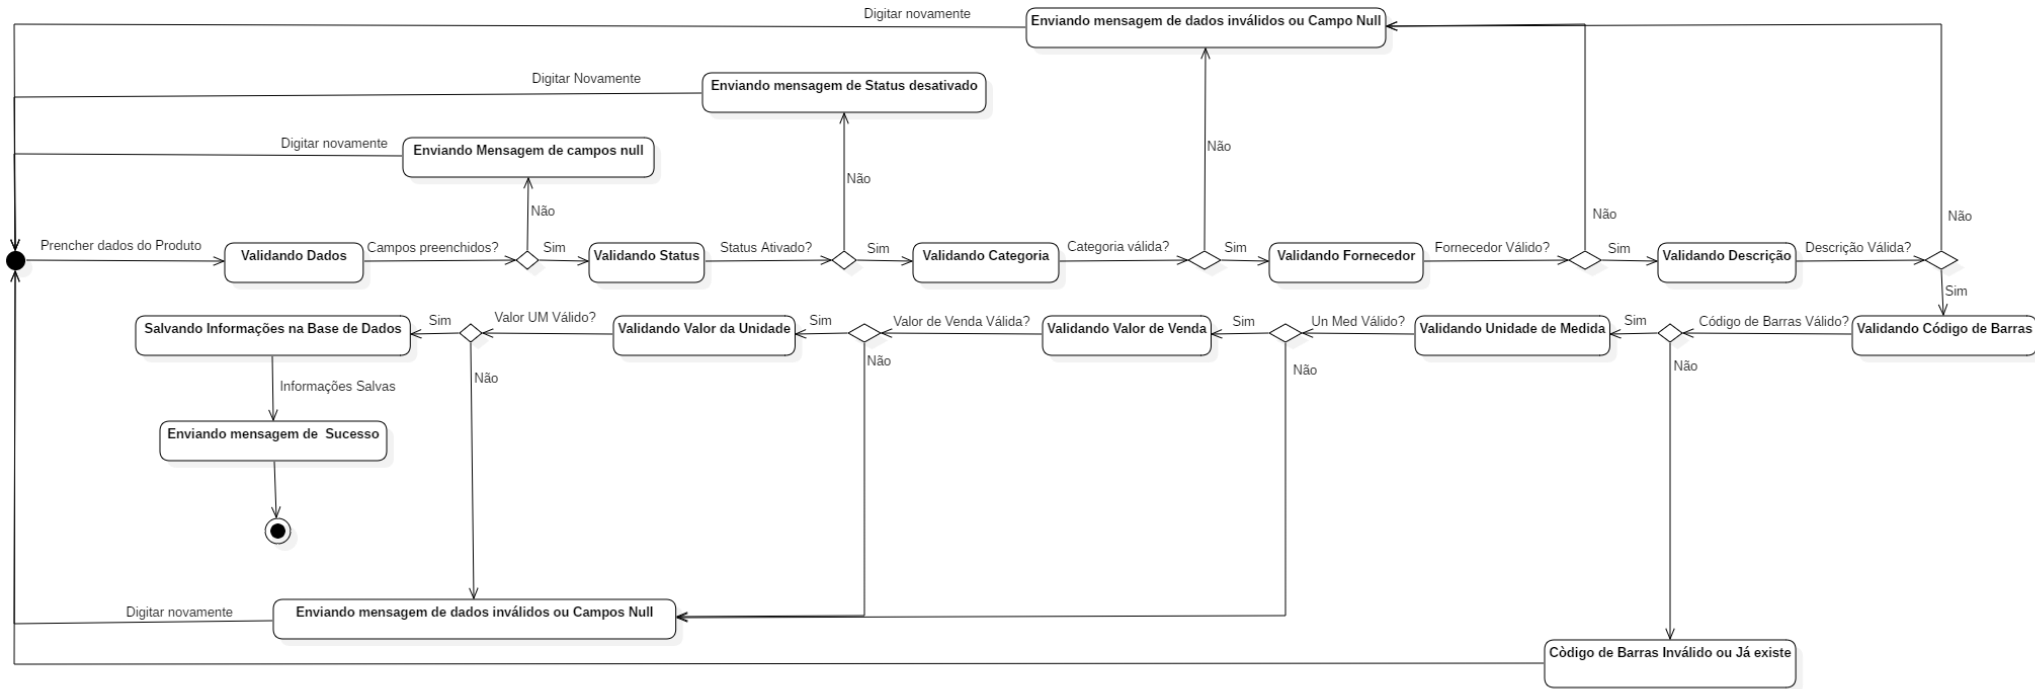 Digitar novamente
Enviando mensagem de dados inválidos ou Campo Null
Digitar Novamente
Enviando mensagem de Status desativado
Digitar novamente
Enviando Mensagem de campos null
Não
Não
Não
Não
Não
Prencher dados do Produto
Validando Dados
Campos preenchidos?
Sim
Validando Status
Status Ativado?
Sim
Validando Categoria
Categoria válida?
Sim
Validando Fornecedor
Fornecedor Válido?
Sim
Validando Descrição
Descrição Válida?
Sim
Salvando Informações na Base de Dados
Sim
Valor UM Válido?
Validando Valor da Unidade
Sim
Valor de Venda Válida?
Validando Valor de Venda
Sim
Un Med Válido?
Validando Unidade de Medida
Sim
Código de Barras Válido?
Validando Código de Barras
Não
Não
Não
Não
Informações Salvas
Enviando mensagem de  Sucesso
Digitar novamente
Enviando mensagem de dados inválidos ou Campos Null
Còdigo de Barras Inválido ou Já existe